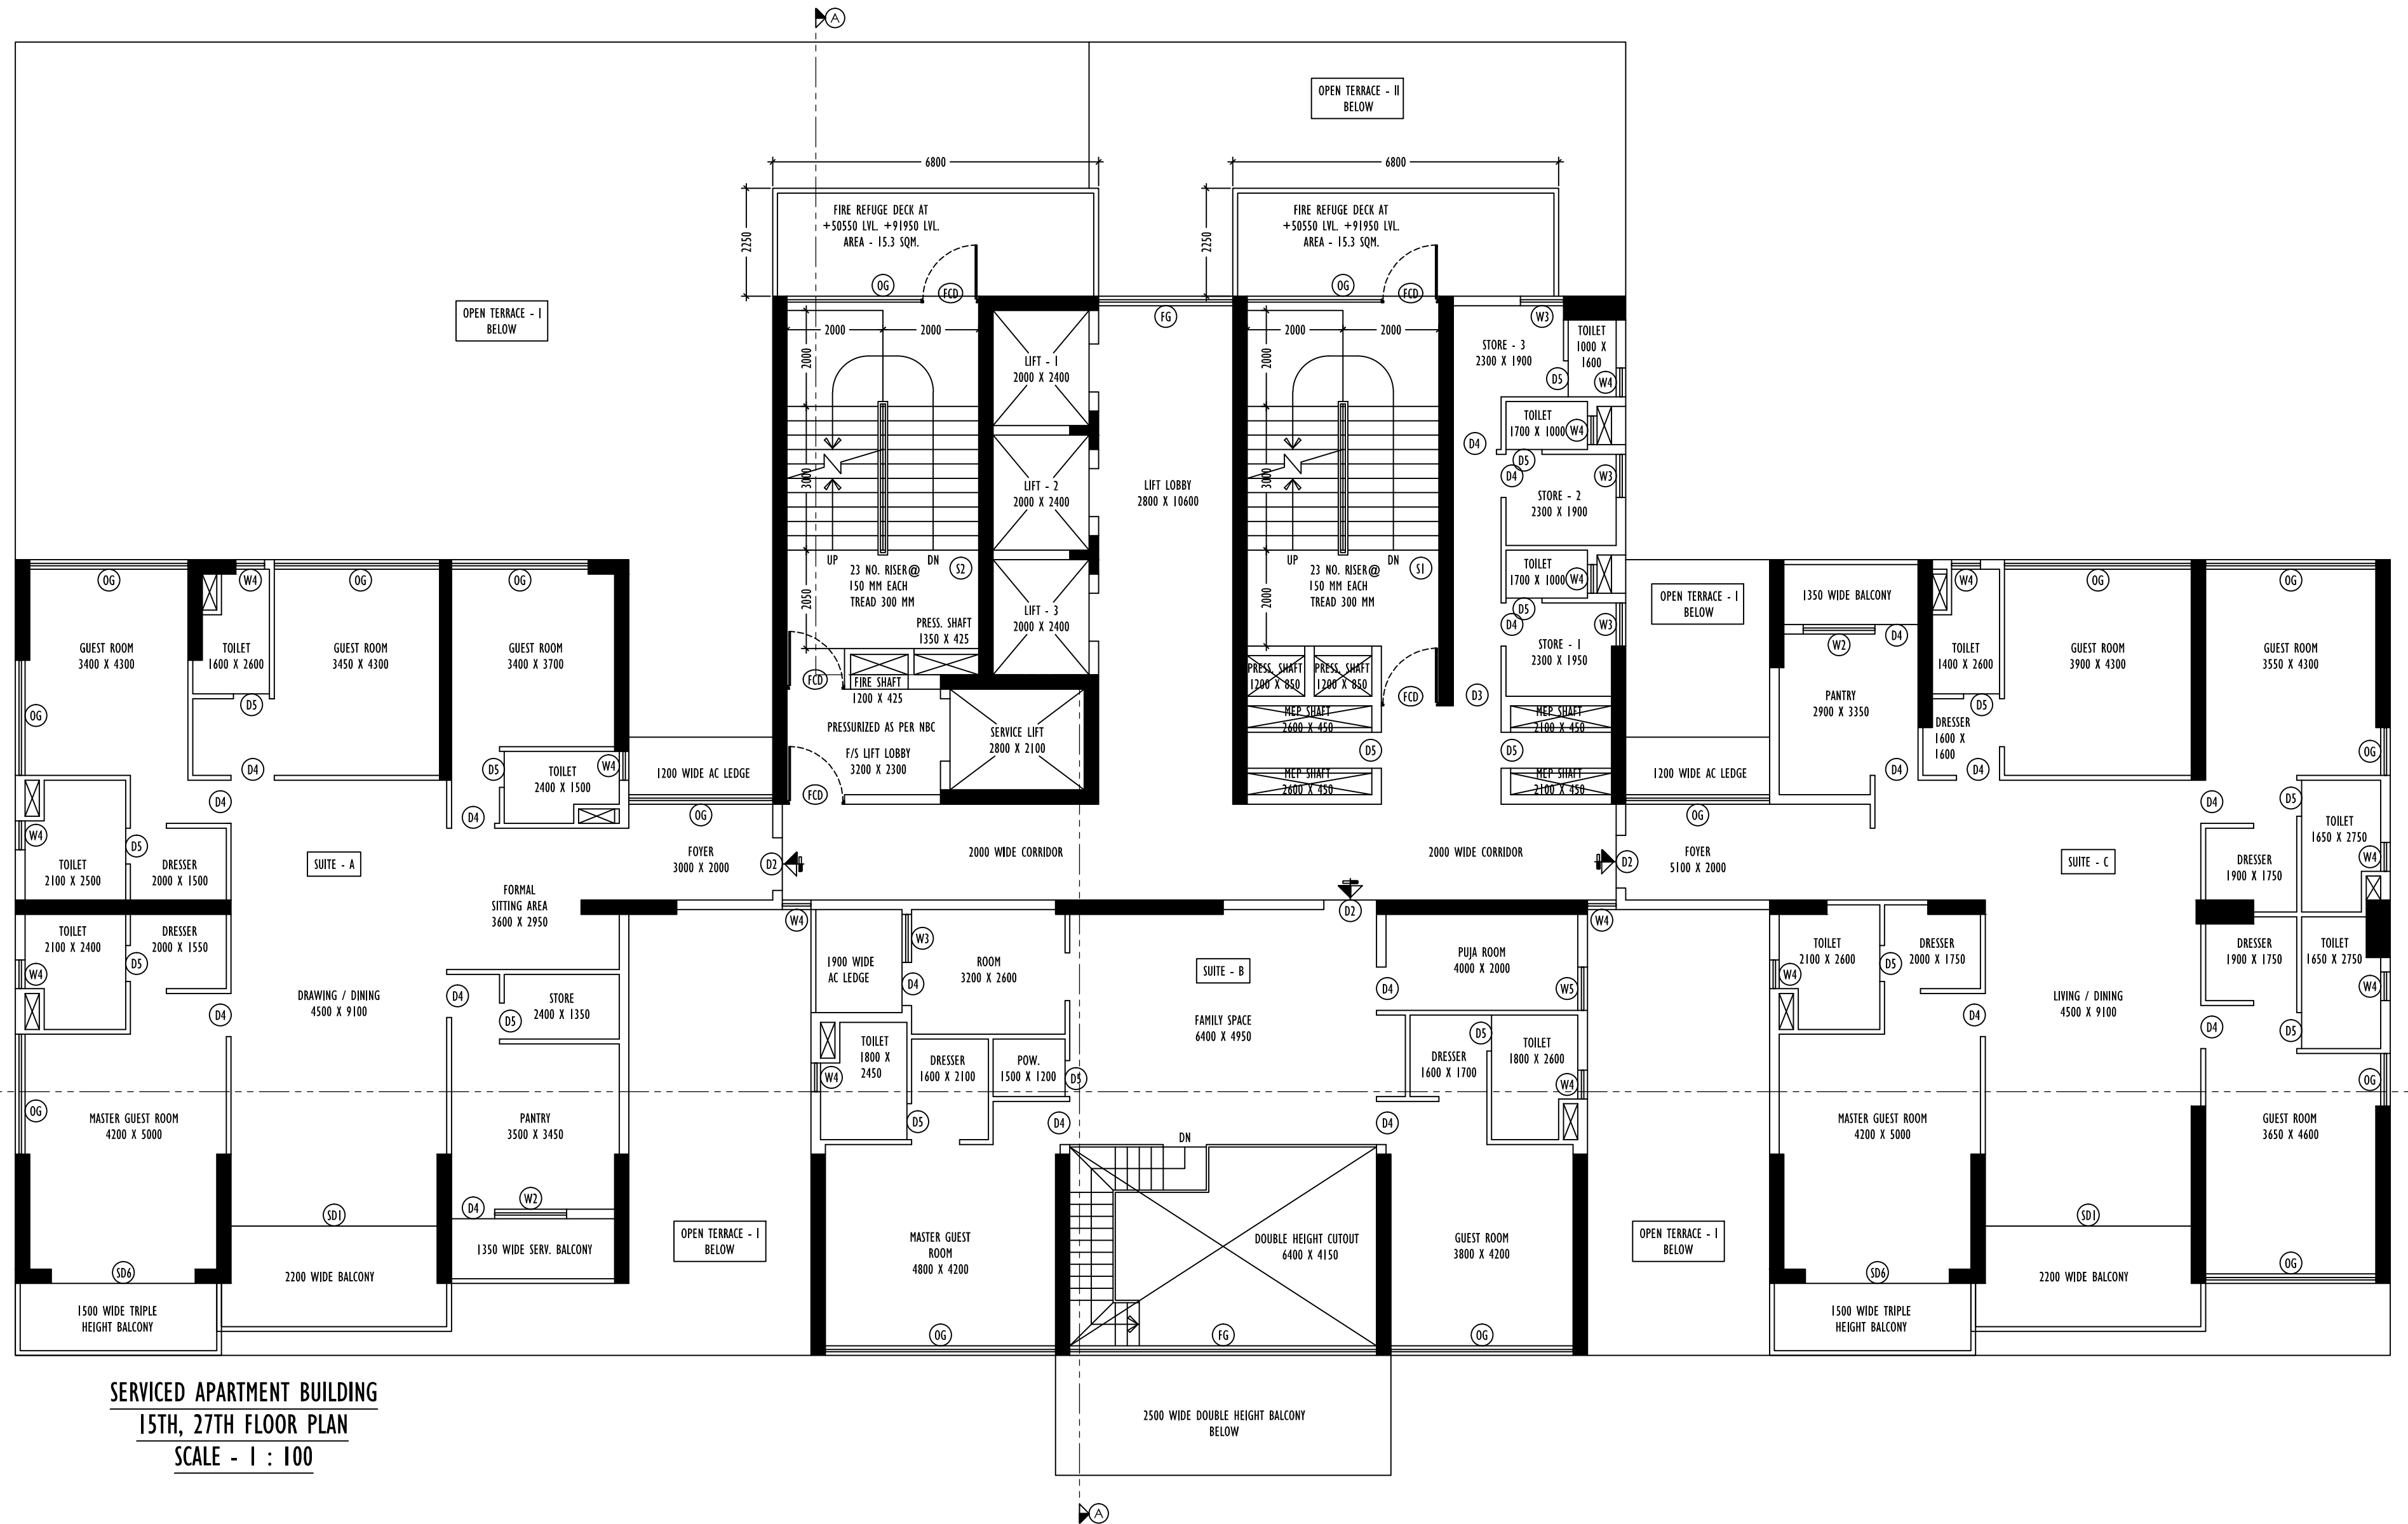 A
OPEN TERRACE - II
BELOW
6800
6800
2250
FIRE REFUGE DECK AT
+50550 LVL. +91950 LVL.
AREA - 15.3 SQM.
2250
FIRE REFUGE DECK AT
+50550 LVL. +91950 LVL.
AREA - 15.3 SQM.
OG
FCD
OG
FCD
OPEN TERRACE - I
BELOW
2000
2000
2000
3000
2050
UP
DN
S2
23 NO. RISER@
150 MM EACH
TREAD 300 MM
PRESS. SHAFT
1350 X 425
LIFT - 1
2000 X 2400
LIFT - 2
2000 X 2400
LIFT - 3
2000 X 2400
FG
LIFT LOBBY
2800 X 10600
2000
2000
2000
3000
2000
UP
DN
S1
23 NO. RISER@
150 MM EACH
TREAD 300 MM
W3
STORE - 3
2300 X 1900
TOILET
1000 X
1600
D5
W4
TOILET
1700 X 1000
W4
D4
D5
D4
W3
STORE - 2
2300 X 1900
TOILET
1700 X 1000
W4
D5
D4
W3
STORE - 1
2300 X 1950
FCD
FIRE SHAFT
1200 X 425
PRESSURIZED AS PER NBC
F/S LIFT LOBBY
3200 X 2300
FCD
SERVICE LIFT
2800 X 2100
PRESS. SHAFT
1200 X 850
PRESS. SHAFT
1200 X 850
FCD
D3
MEP SHAFT
2600 X 450
MEP SHAFT
2100 X 450
D5
D5
MEP SHAFT
2600 X 450
MEP SHAFT
2100 X 450
OG
W4
OG
OG
GUEST ROOM
3400 X 4300
TOILET
1600 X 2600
GUEST ROOM
3450 X 4300
GUEST ROOM
3400 X 3700
OG
D5
D4
D5
TOILET
2400 X 1500
W4
1200 WIDE AC LEDGE
D4
D4
OG
W4
D5
TOILET
2100 X 2500
DRESSER
2000 X 1500
SUITE - A
FOYER
3000 X 2000
D2
2000 WIDE CORRIDOR
2000 WIDE CORRIDOR
D2
FORMAL
SITTING AREA
3600 X 2950
TOILET
2100 X 2400
DRESSER
2000 X 1550
W4
D5
D4
DRAWING / DINING
4500 X 9100
D4
STORE
2400 X 1350
D5
OG
MASTER GUEST ROOM
4200 X 5000
PANTRY
3500 X 3450
W2
D4
SD1
1350 WIDE SERV. BALCONY
SD6
2200 WIDE BALCONY
1500 WIDE TRIPLE
HEIGHT BALCONY
OPEN TERRACE - I
BELOW
W4
1900 WIDE
AC LEDGE
W3
D4
ROOM
3200 X 2600
D2
SUITE - B
FAMILY SPACE
6400 X 4950
PUJA ROOM
4000 X 2000
W4
D4
W5
TOILET
1800 X
2450
W4
DRESSER
1600 X 2100
POW.
1500 X 1200
D5
D5
D4
DRESSER
1600 X 1700
D5
TOILET
1800 X 2600
W4
D4
DN
MASTER GUEST
ROOM
4800 X 4200
DOUBLE HEIGHT CUTOUT
6400 X 4150
GUEST ROOM
3800 X 4200
OG
FG
OG
2500 WIDE DOUBLE HEIGHT BALCONY
BELOW
OPEN TERRACE - I
BELOW
OPEN TERRACE - I
BELOW
1200 WIDE AC LEDGE
OG
FOYER
5100 X 2000
1350 WIDE BALCONY
W2
D4
PANTRY
2900 X 3350
D4
W4
TOILET
1400 X 2600
D5
DRESSER
1600 X
1600
D4
OG
GUEST ROOM
3900 X 4300
OG
GUEST ROOM
3550 X 4300
OG
D4
D5
TOILET
1650 X 2750
SUITE - C
DRESSER
1900 X 1750
W4
TOILET
2100 X 2600
DRESSER
2000 X 1750
W4
D5
D4
LIVING / DINING
4500 X 9100
DRESSER
1900 X 1750
TOILET
1650 X 2750
W4
D4
D5
OG
MASTER GUEST ROOM
4200 X 5000
GUEST ROOM
3650 X 4600
SD1
SD6
2200 WIDE BALCONY
OG
1500 WIDE TRIPLE
HEIGHT BALCONY
SERVICED APARTMENT BUILDING
15TH, 27TH FLOOR PLAN
SCALE - 1 : 100
A